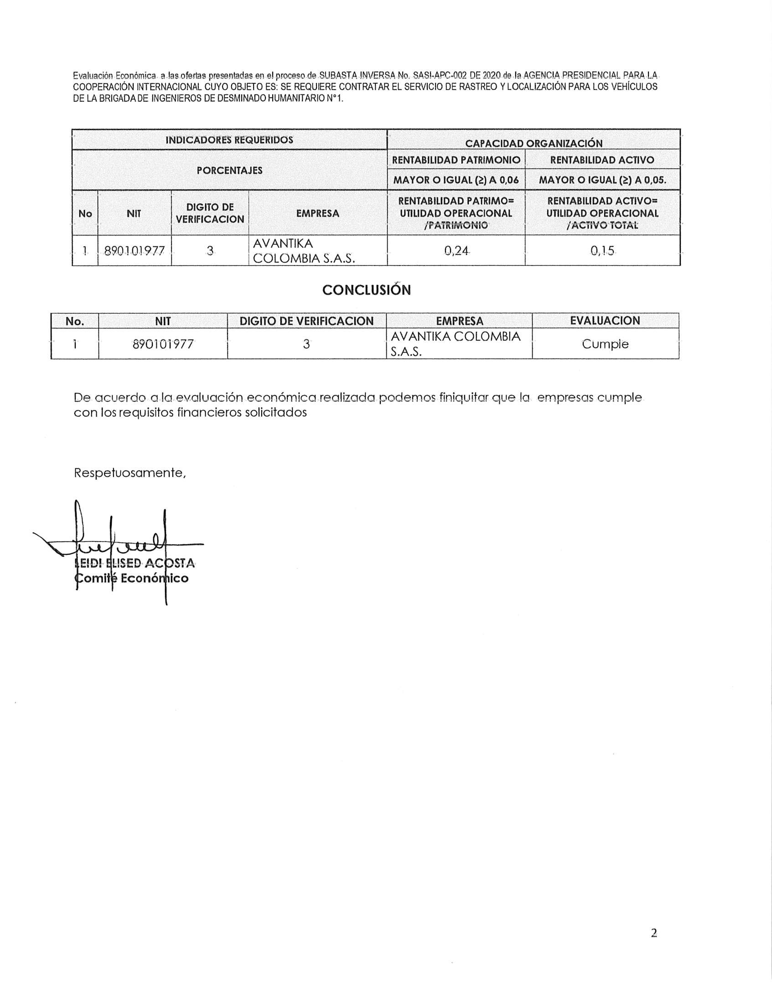 Evaluación Económica a las ofertas presentadas en el proceso de SUBASTA INVERSA No. SASI-APC-002 DE 2020 de la AGENCIA PRESIDENCIAL PARA LA
COOPERACIÓN INTERNACIONAL CUYO OBJETO ES: SE REQUIERE CONTRATAR EL SERVICIO DE RASTREO Y LOCALIZACIÓN PARA LOS VEHÍCULOS
DE LA BRIGADA DE INGENIEROS DE DESMINADO HUMANITARIO N°1.
INDICADORES REQUERIDOS
CAPACIDAD ORGANIZACIÓN
PORCENTAJES
RENTABILIDAD PATRIMONIO
RENTABILIDAD ACTIVO
MAYOR O IGUAL (≥) A 0,06
MAYOR O IGUAL (≥) A 0,05.
No
NIT
DIGITO DE
VERIFICACION
EMPRESA
RENTABILIDAD PATRIMO=
UTILIDAD OPERACIONAL
/PATRIMONIO
RENTABILIDAD ACTIVO=
UTILIDAD OPERACIONAL
/ACTIVO TOTAL
1
890101977
3
AVANTIKA
COLOMBIA S.A.S.
0,24
0,15
CONCLUSIÓN
No.
NIT
DIGITO DE VERIFICACION
EMPRESA
EVALUACION
1
890101977
3
AVANTIKA COLOMBIA
S.A.S.
Cumple
De acuerdo a la evaluación económica realizada podemos finiquitar que la empresas cumple
con los requisitos financieros solicitados
Respetuosamente,
LEIDI ELISED ACOSTA
Comité Económico
2